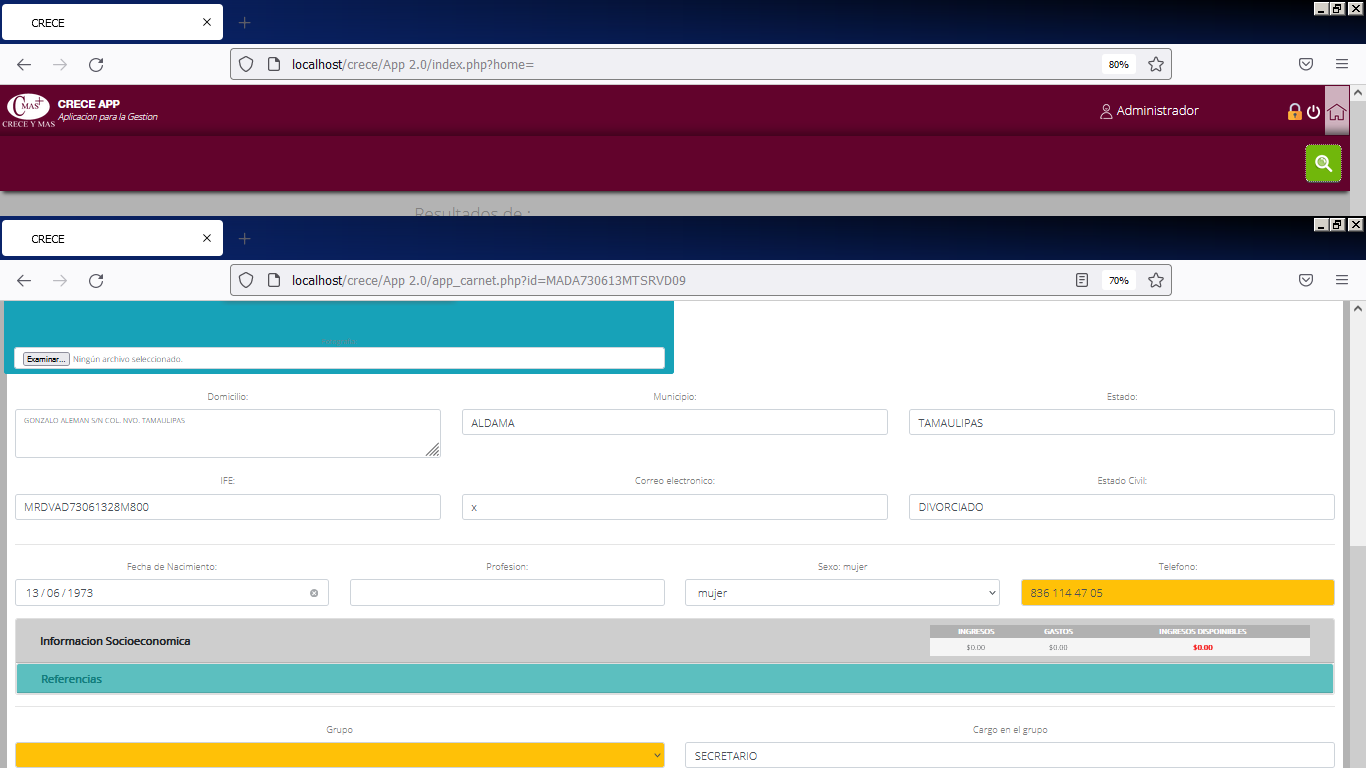 CRECE
localhost/crece/App 2.0/index.php?home=
80%
CMAS+
CRECE Y MAS
CRECE APP
Aplicacion para la Gestion
Administrador
Resultados de :
CRECE
localhost/crece/App 2.0/app_carnet.php?id=MADA730613MTSRVD09
70%
Examinar... Ningún archivo seleccionado.
Domicilio: Municipio: Estado:
GONZALO ALEMAN S/N COL. NVO. TAMAULIPAS ALDAMA TAMAULIPAS
IFE: Correo electronico: Estado Civil:
MRDVAD73061328M800 x DIVORCIADO
Fecha de Nacimiento: Profesion: Sexo: mujer Telefono:
13 / 06 / 1973 mujer 836 114 47 05
Informacion Socioeconomica
INGRESOS GASTOS INGRESOS DISPOINIBLES
$0.00 $0.00 $0.00
Referencias
Grupo Cargo en el grupo
SECRETARIO